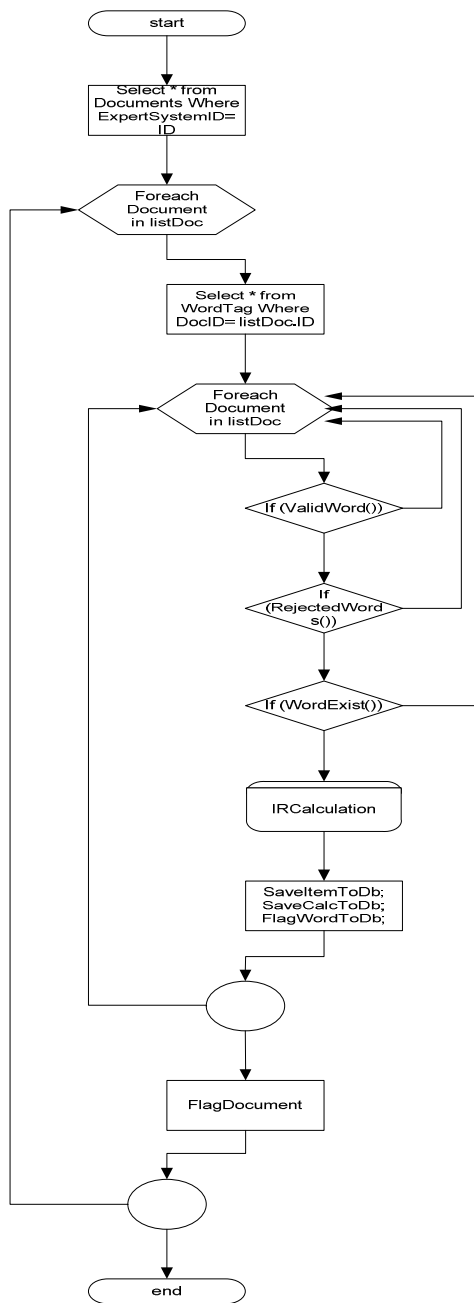 start
Select * from
Documents Where
ExpertSystemID=
ID
Foreach
Document
in listDoc
Select * from
WordTag Where
DocID= listDoc.ID
Foreach
Document
in listDoc
If (ValidWord())
If
(RejectedWord
s())
If (WordExist())
IRCalculation
SaveItemToDb;
SaveCalcToDb;
FlagWordToDb;
FlagDocument
end